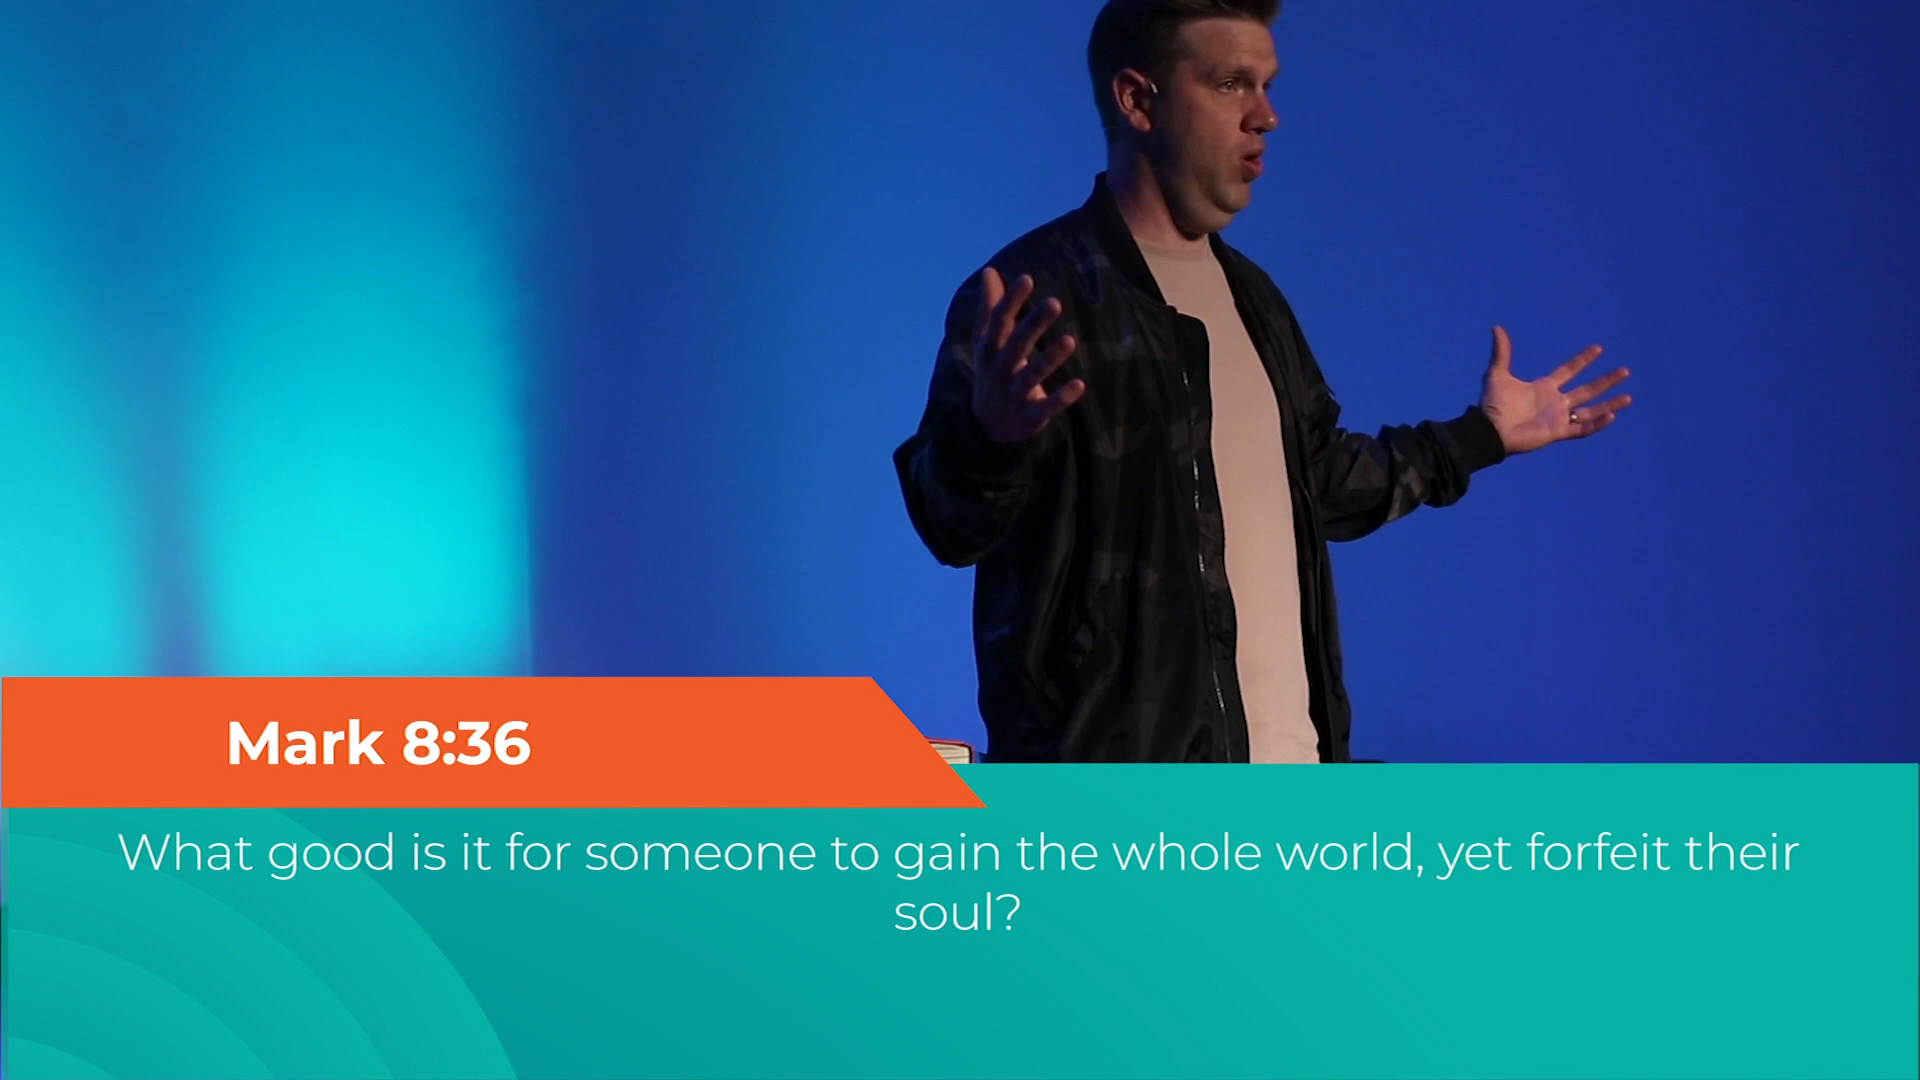 Mark 8:36
What good is it for someone to gain the whole world, yet forfeit their
soul?